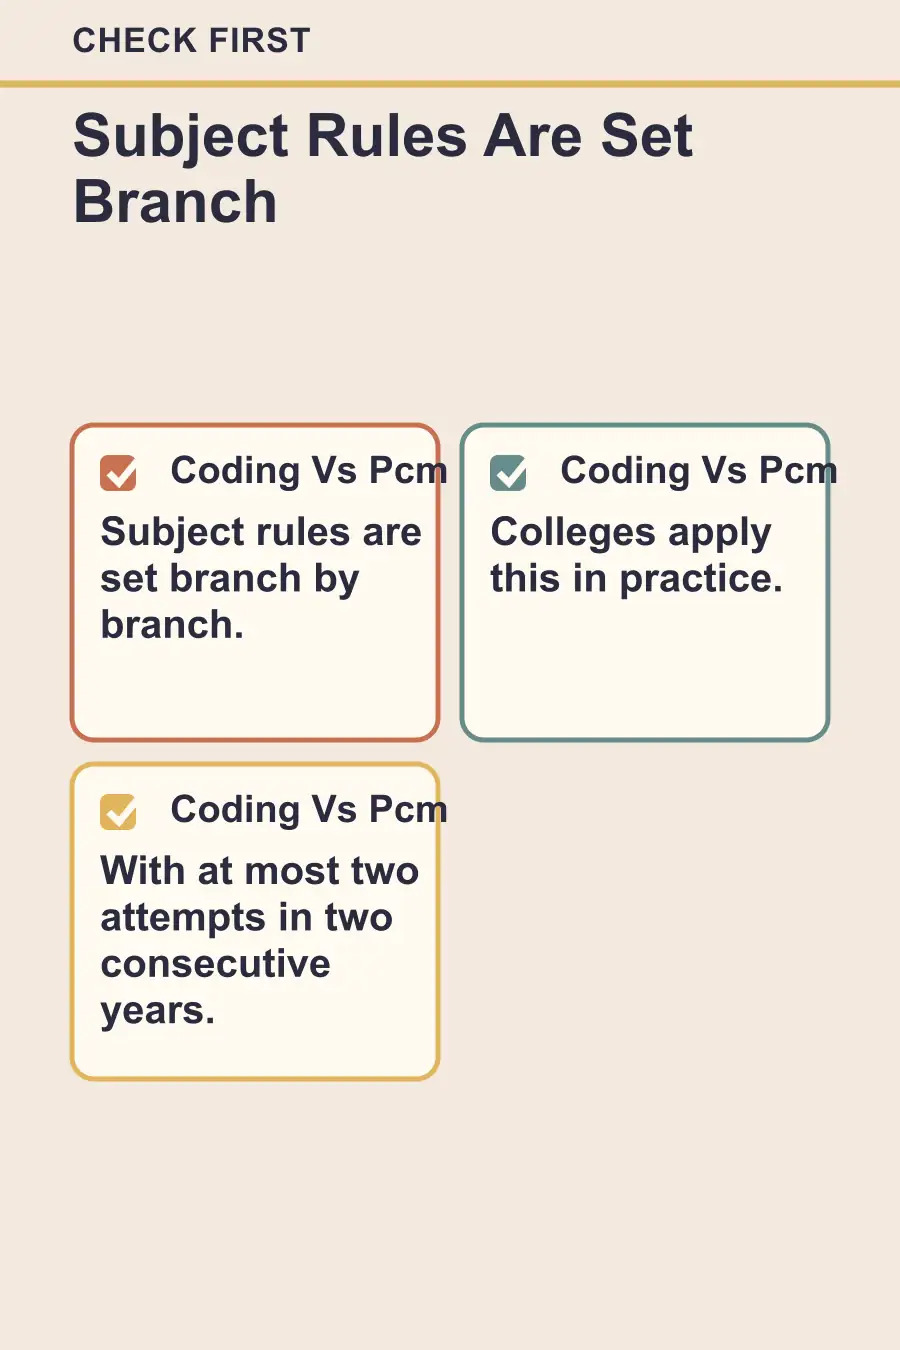 CHECK FIRST
Subject Rules Are Set
Branch
Coding Vs Pcm
Subject rules are
set branch by
branch.
Coding Vs Pcm
Colleges apply
this in practice.
Coding Vs Pcm
With at most two
attempts in two
consecutive
years.